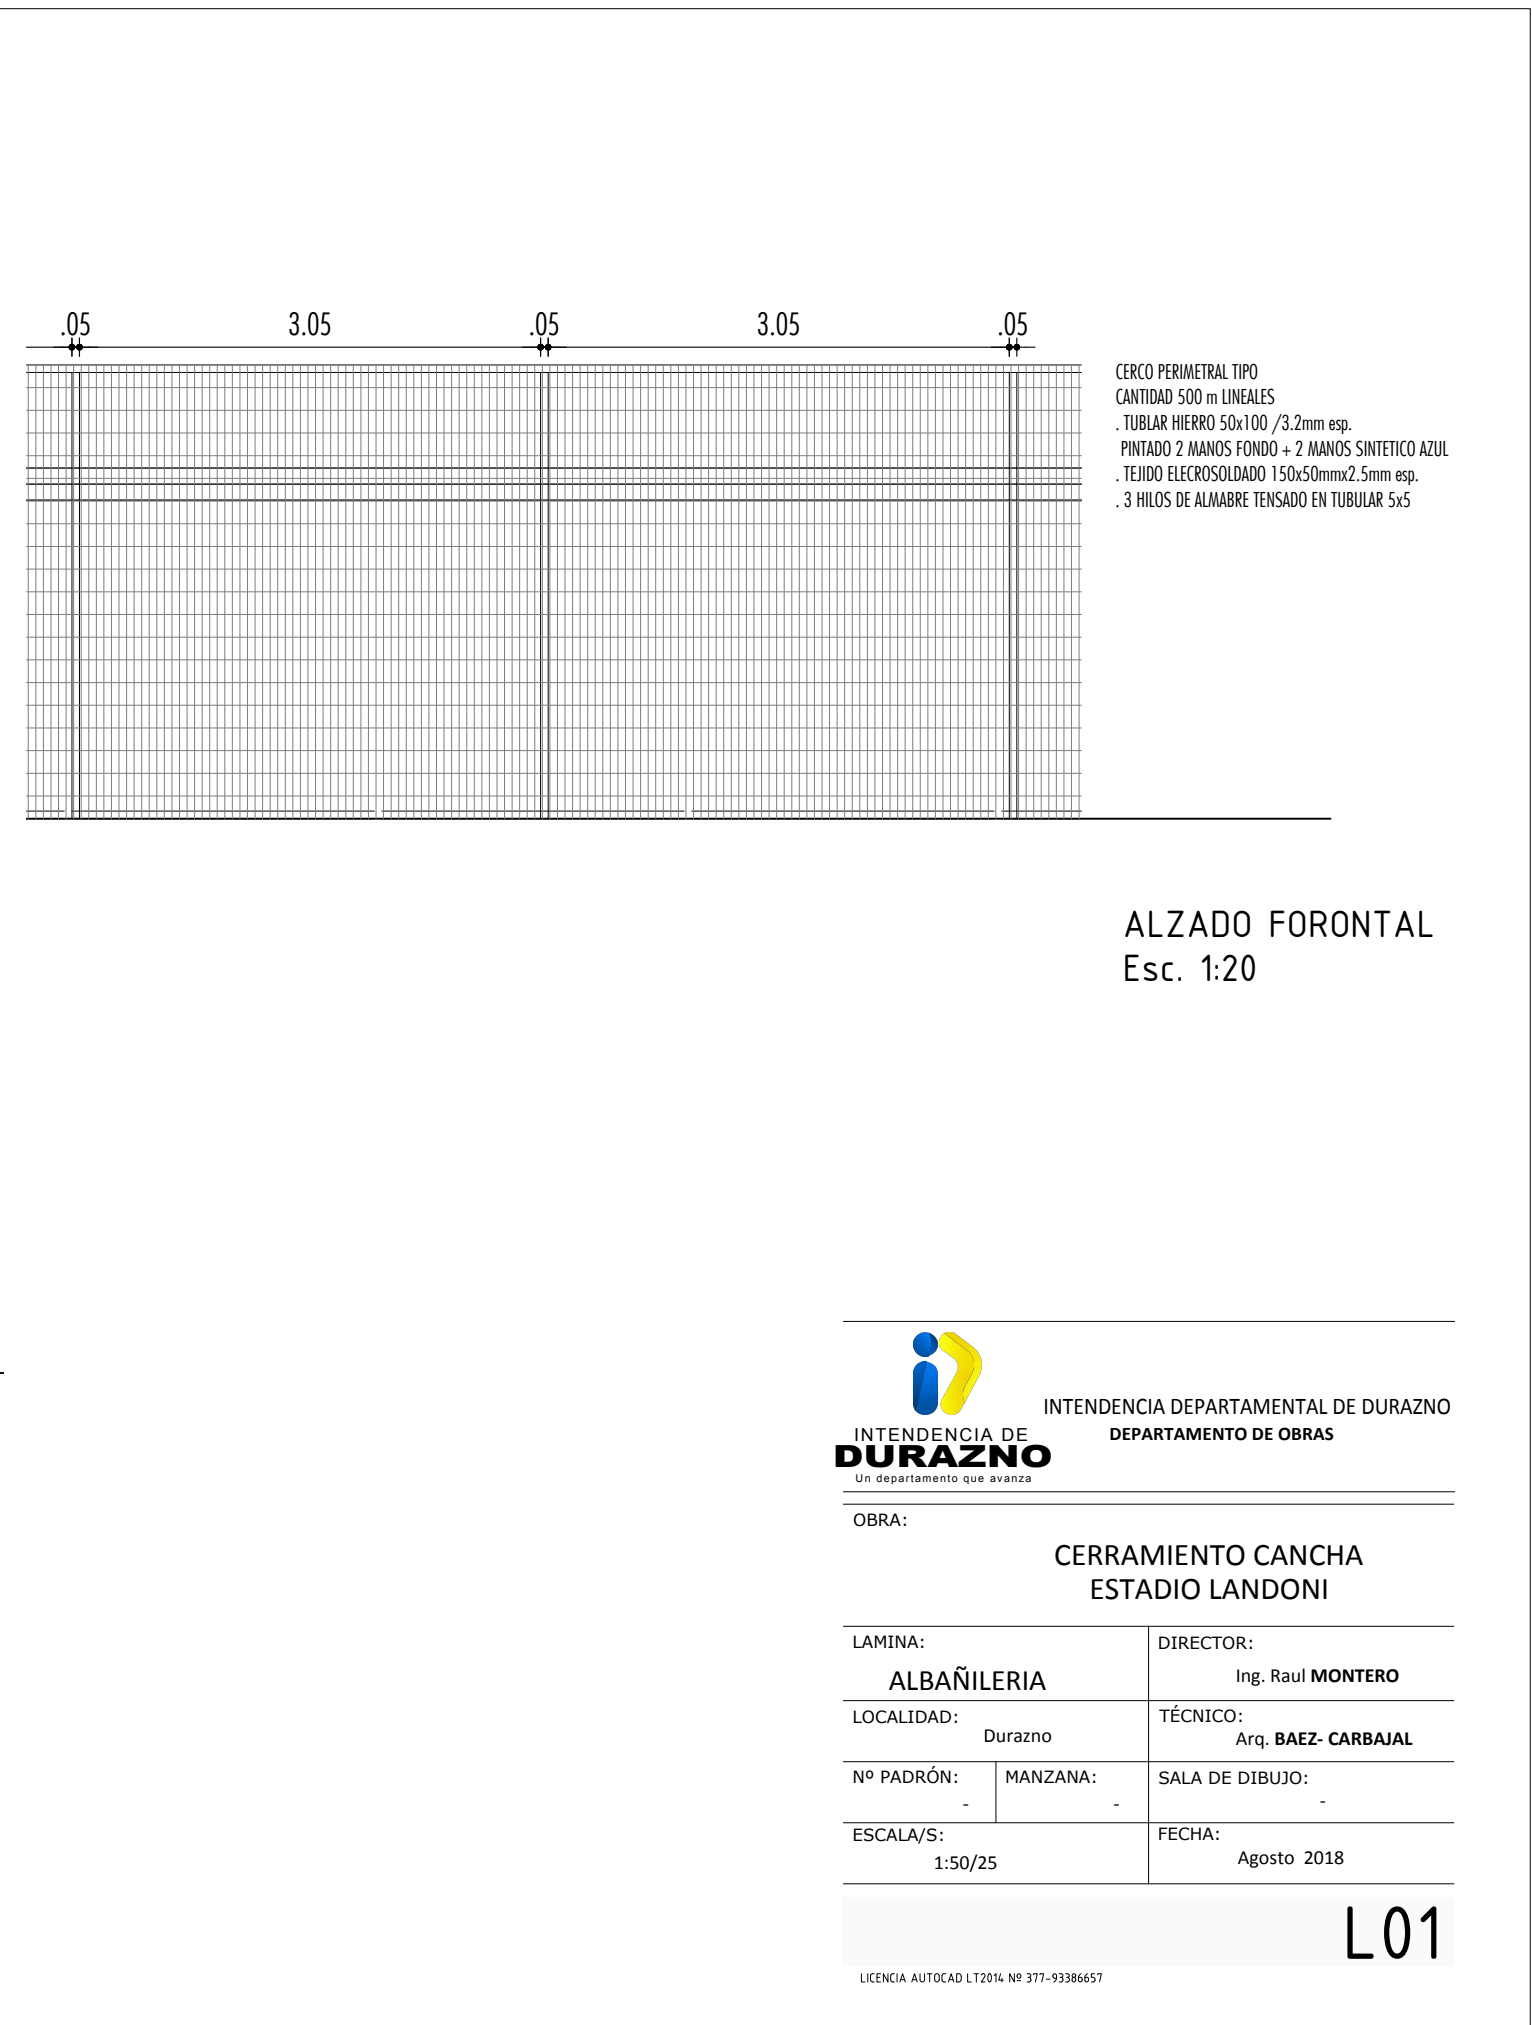 .05 3.05 .05 3.05 .05
CERCO PERIMETRAL TIPO
CANTIDAD 500 m LINEALES
. TUBLAR HIERRO 50x100 /3.2mm esp.
PINTADO 2 MANOS FONDO + 2 MANOS SINTETICO AZUL
. TEJIDO ELECROSOLDADO 150x50mmx2.5mm esp.
. 3 HILOS DE ALMABRE TENSADO EN TUBULAR 5x5
ALZADO FORONTAL
Esc. 1:20
INTENDENCIA DE
DURAZNO
Un departamento que avanza
INTENDENCIA DEPARTAMENTAL DE DURAZNO
DEPARTAMENTO DE OBRAS
OBRA:
CERRAMIENTO CANCHA
ESTADIO LANDONI
LAMINA:
ALBAÑILERIA
DIRECTOR:
Ing. Raul MONTERO
LOCALIDAD:
Durazno
TÉCNICO:
Arq. BAEZ- CARBAJAL
Nº PADRÓN:
-
MANZANA:
-
SALA DE DIBUJO:
-
ESCALA/S:
1:50/25
FECHA:
Agosto 2018
L01
LICENCIA AUTOCAD LT2014 Nº 377-93386657